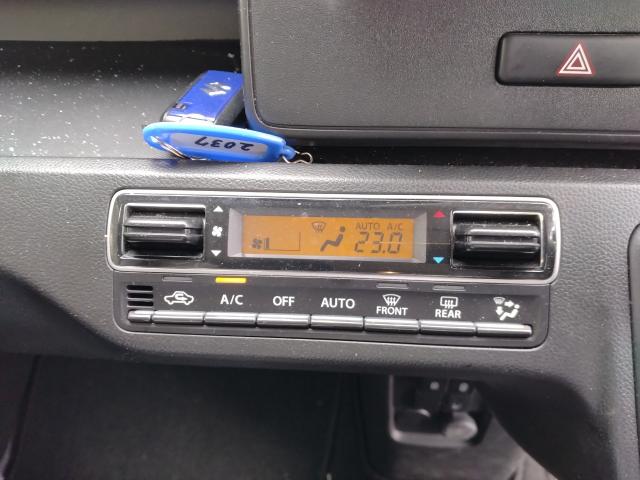 2037
AUTO A/C
23.0
A/C OFF AUTO FRONT REAR